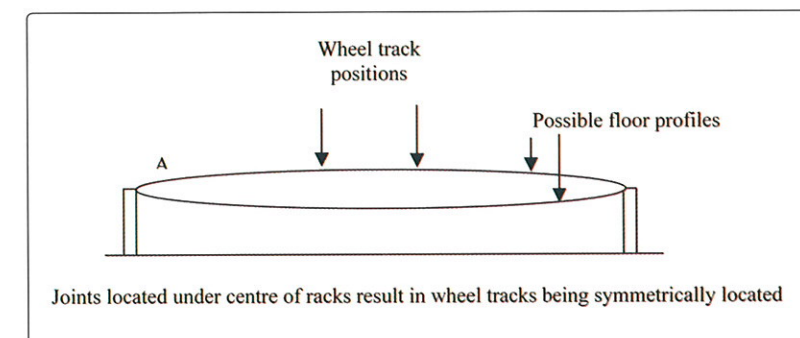 Wheel track
positions
Possible floor profiles
A
Joints located under centre of racks result in wheel tracks being symmetrically located